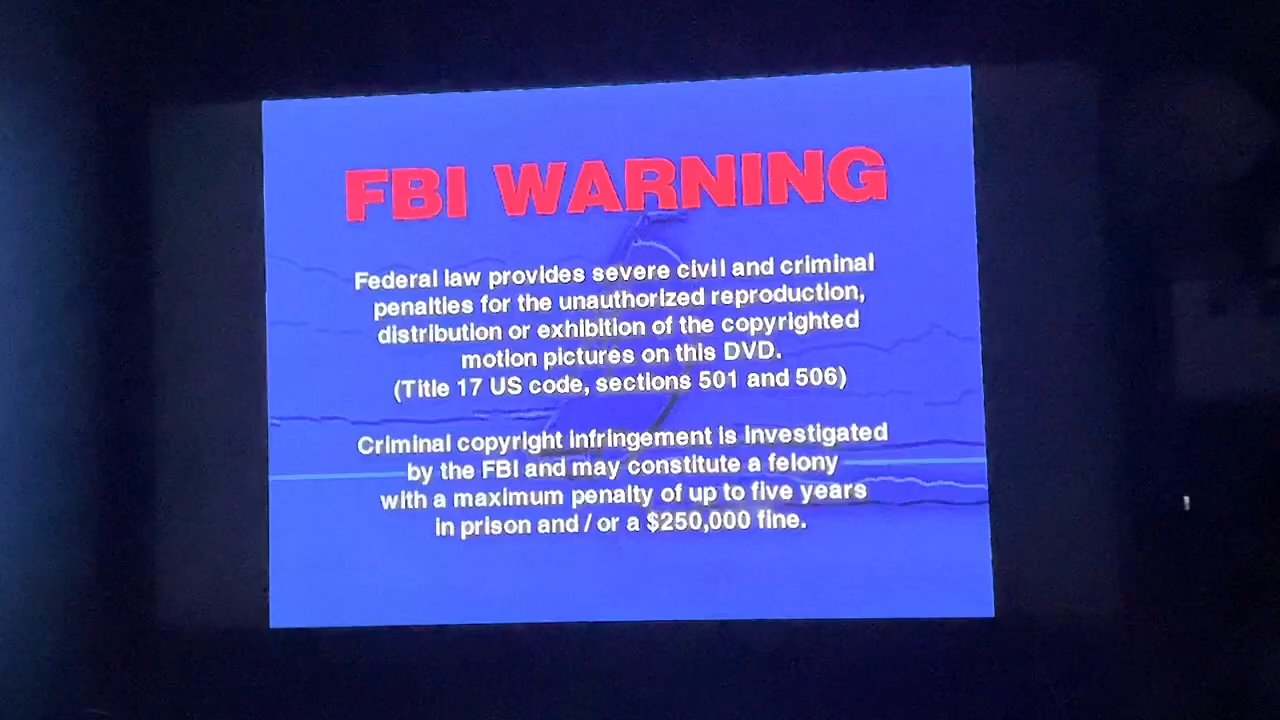 FBI WARNING
Federal law provides severe civil and criminal
penalties for the unauthorized reproduction,
distribution or exhibition of the copyrighted
motion pictures on this DVD.
(Title 17 US code, sections 501 and 506)
Criminal copyright infringement is investigated
by the FBI and may constitute a felony
with a maximum penalty of up to five years
in prison and / or a $250,000 fine.